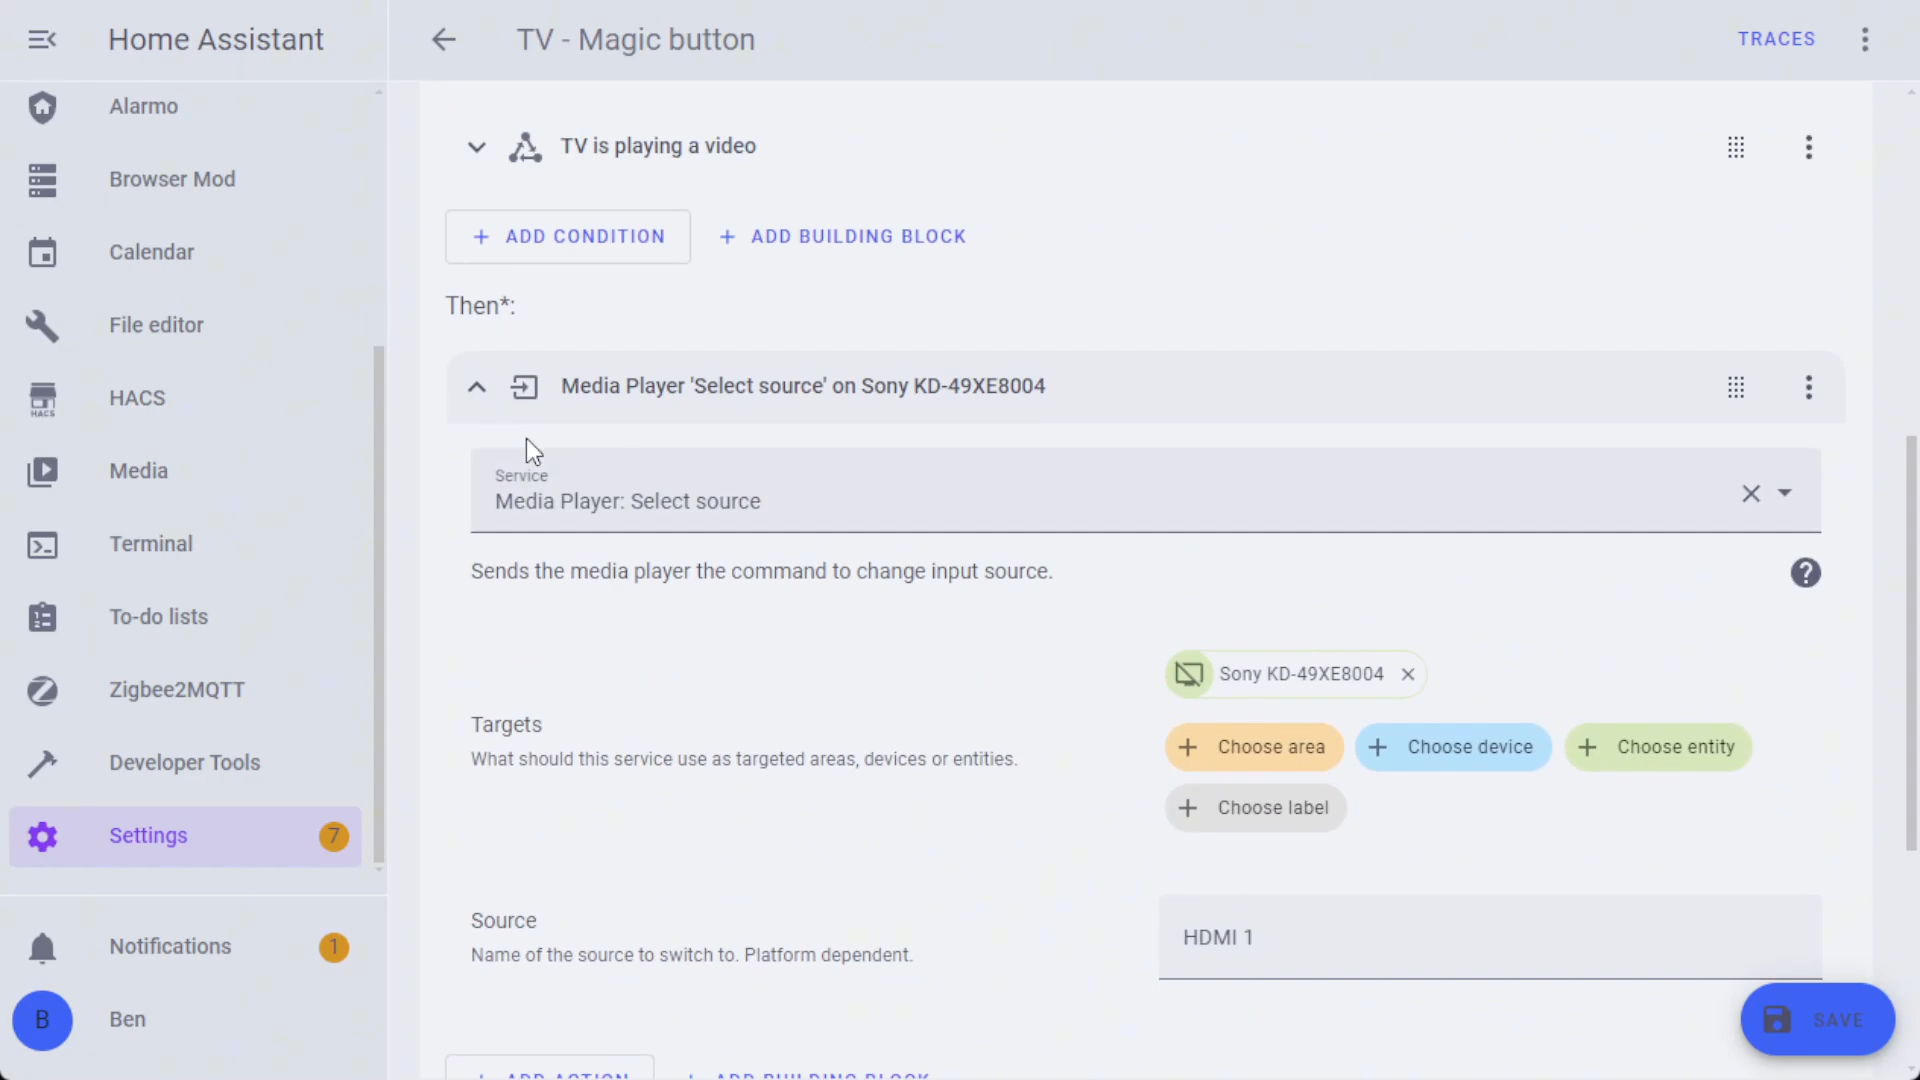 Home Assistant
TV - Magic button
TRACES
Alarmo
Browser Mod
Calendar
File editor
HACS
HACS
Media
Terminal
To-do lists
Zigbee2MQTT
Developer Tools
Settings
7
Notifications
1
B
Ben
TV is playing a video
ADD CONDITION
ADD BUILDING BLOCK
Then*:
Media Player 'Select source' on Sony KD-49XE8004
Service
Media Player: Select source
Sends the media player the command to change input source.
Sony KD-49XE8004
Targets
What should this service use as targeted areas, devices or entities.
Choose area
Choose device
Choose entity
Choose label
Source
Name of the source to switch to. Platform dependent.
HDMI 1
SAVE
ADD ACTION
ADD BUILDING BLOCK